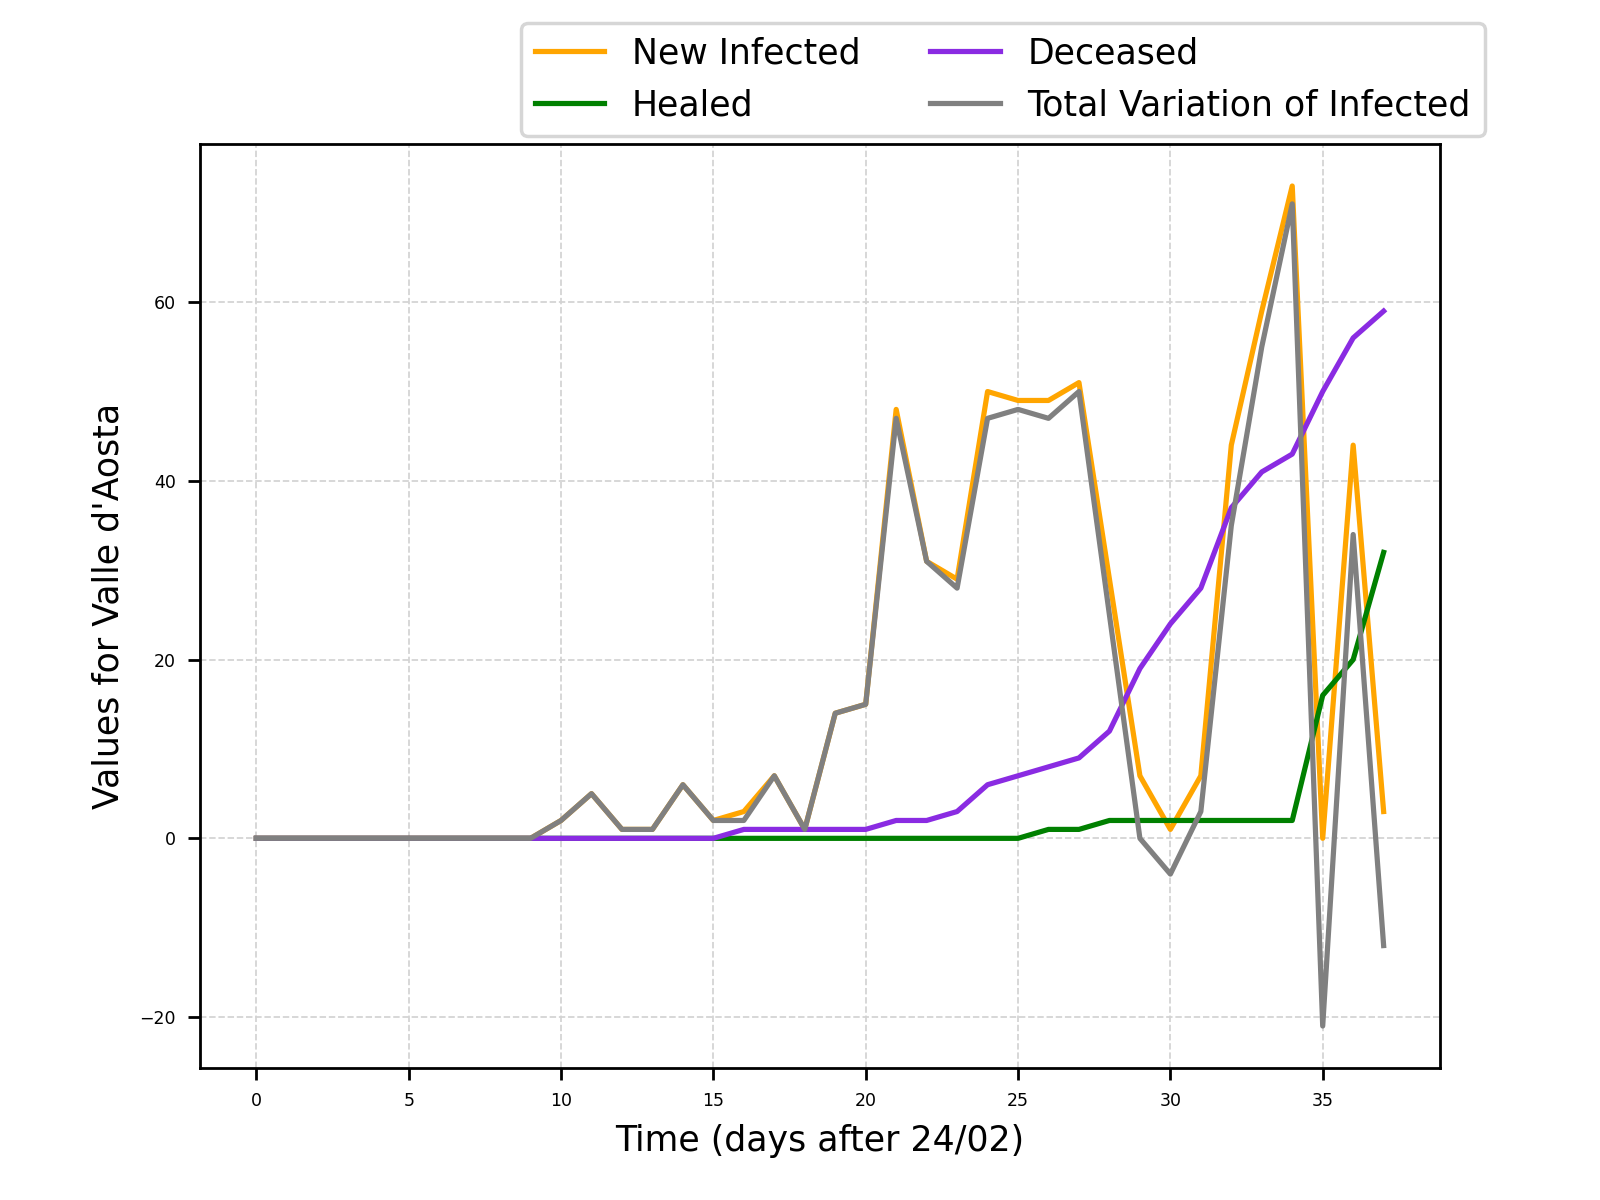 New Infected
Healed
Deceased
Total Variation of Infected
Values for Valle d'Aosta
60
40
20
0
−20
0 5 10 15 20 25 30 35
Time (days after 24/02)